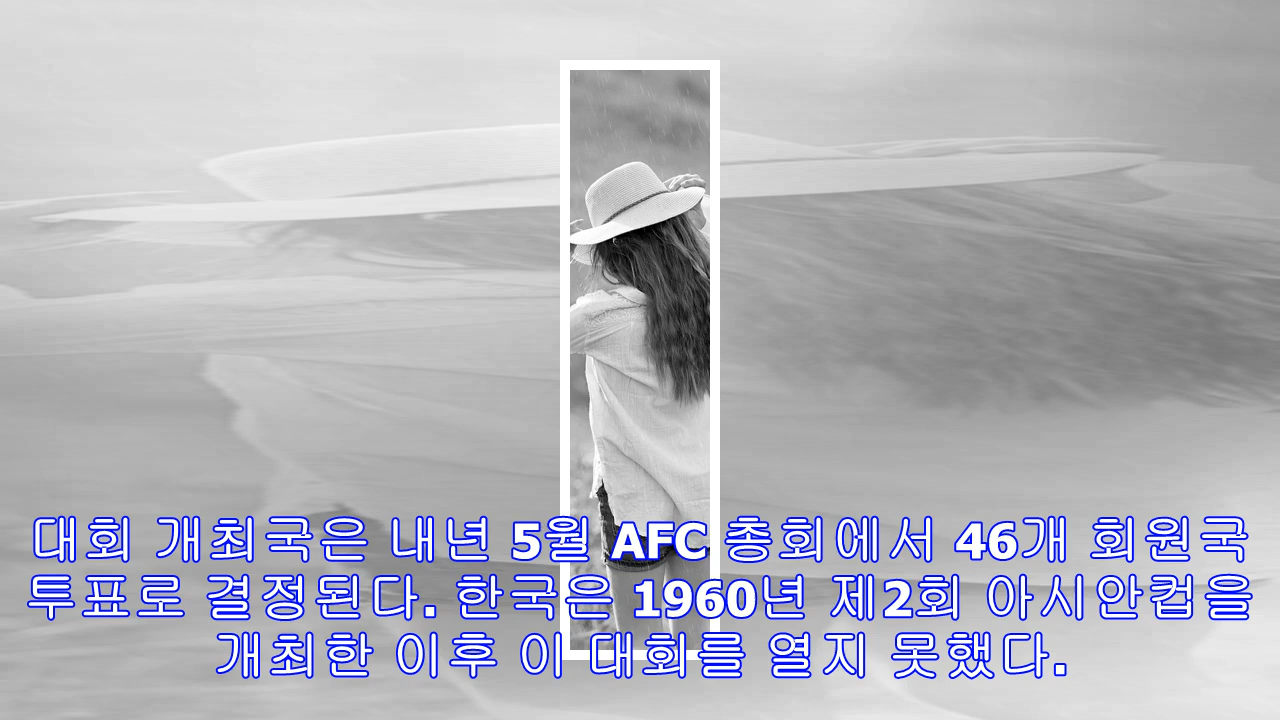 대회 개최국은 내년 5월 AFC 총회에서 46개 회원국
투표로 결정된다. 한국은 1960년 제2회 아시안컵을
개최한 이후 이 대회를 열지 못했다.